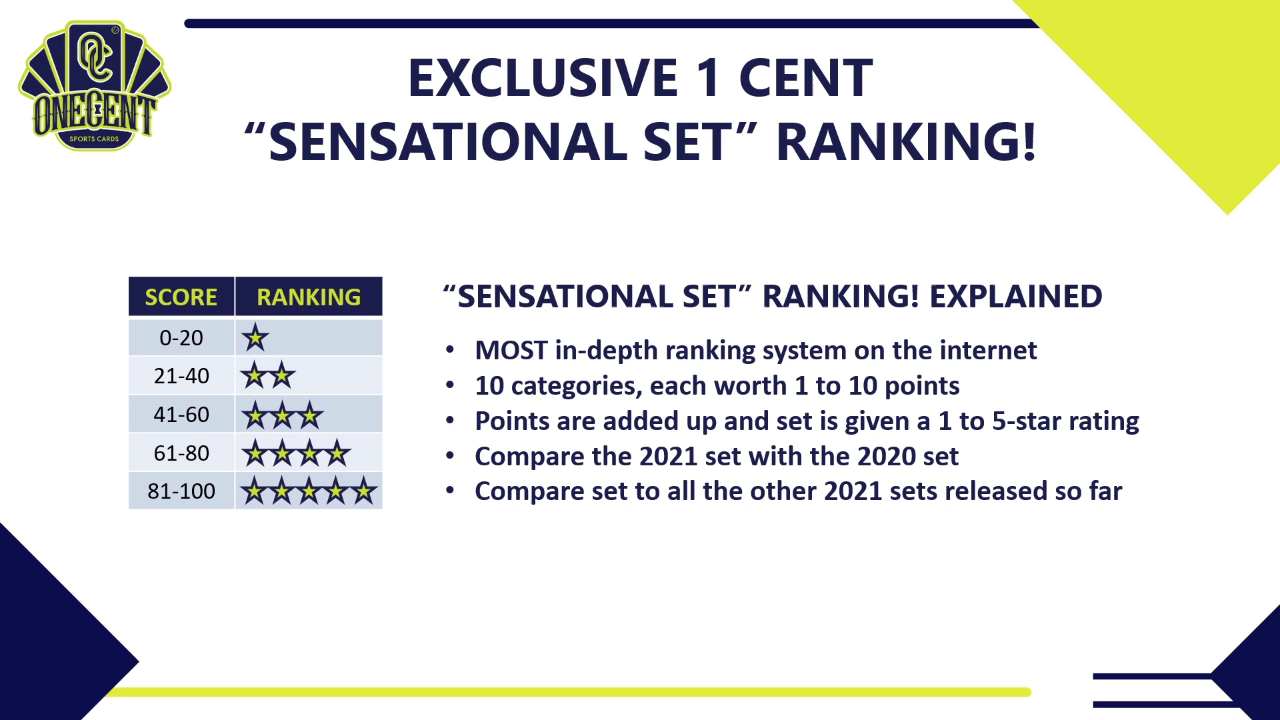 OC
ONECENT
SPORTS CARDS
EXCLUSIVE 1 CENT
“SENSATIONAL SET” RANKING!
SCORE RANKING
0-20
21-40
41-60
61-80
81-100
“SENSATIONAL SET” RANKING! EXPLAINED
• MOST in-depth ranking system on the internet
• 10 categories, each worth 1 to 10 points
• Points are added up and set is given a 1 to 5-star rating
• Compare the 2021 set with the 2020 set
• Compare set to all the other 2021 sets released so far